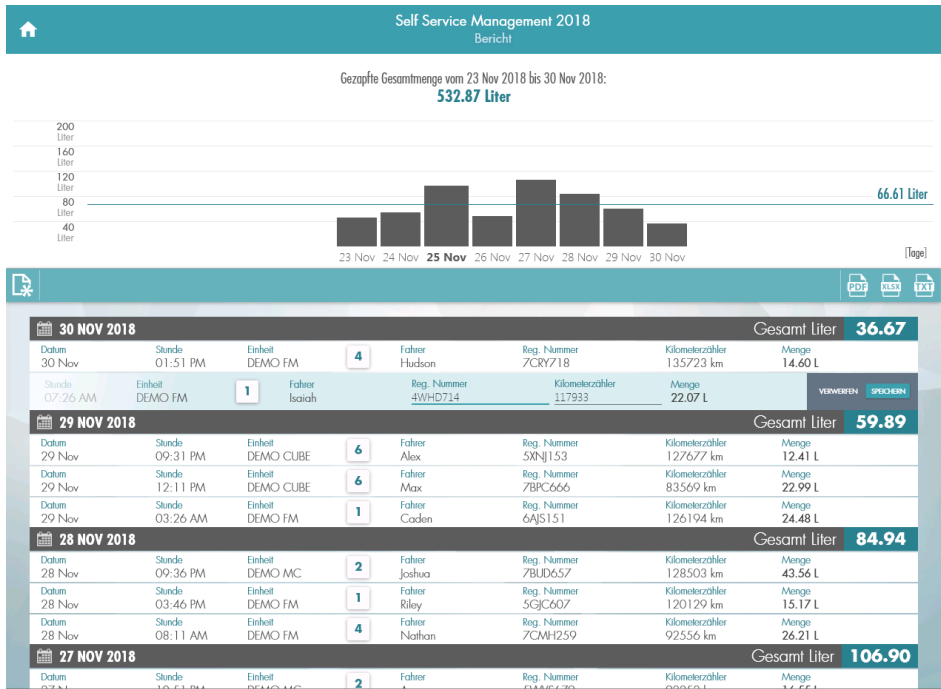 Self Service Management 2018
Bericht
Gezapfte Gesamtmenge vom 23 Nov 2018 bis 30 Nov 2018:
532.87 Liter
200
Liter
160
Liter
120
Liter
80
Liter
40
Liter
66.61 Liter
23 Nov 24 Nov 25 Nov 26 Nov 27 Nov 28 Nov 29 Nov 30 Nov
[Tage]
PDF XLSX TXT
30 NOV 2018 Gesamt Liter 36.67
Datum Stunde Einheit Fahrer Reg. Nummer Kilometerzähler Menge
30 Nov 01:51 PM DEMO FM 4 Hudson 7CRY718 135723 km 14.60 L
Stunde Einheit Fahrer Reg. Nummer Kilometerzähler Menge
07:26 AM DEMO FM 1 Isaiah 4WHD714 117933 22.07 L VERWERFEN SPEICHERN
29 NOV 2018 Gesamt Liter 59.89
Datum Stunde Einheit Fahrer Reg. Nummer Kilometerzähler Menge
29 Nov 09:31 PM DEMO CUBE 6 Alex 5XNJ153 127677 km 12.41 L
Datum Stunde Einheit Fahrer Reg. Nummer Kilometerzähler Menge
29 Nov 12:11 PM DEMO CUBE 6 Max 7BPC666 83569 km 22.99 L
Datum Stunde Einheit Fahrer Reg. Nummer Kilometerzähler Menge
29 Nov 03:26 AM DEMO FM 1 Caden 6AJS151 126194 km 24.48 L
28 NOV 2018 Gesamt Liter 84.94
Datum Stunde Einheit Fahrer Reg. Nummer Kilometerzähler Menge
28 Nov 09:36 PM DEMO MC 2 Joshua 7BUD657 128503 km 43.56 L
Datum Stunde Einheit Fahrer Reg. Nummer Kilometerzähler Menge
28 Nov 03:46 PM DEMO FM 1 Riley 5GJC607 120129 km 15.17 L
Datum Stunde Einheit Fahrer Reg. Nummer Kilometerzähler Menge
28 Nov 08:11 AM DEMO FM 4 Nathan 7CMH259 92556 km 26.21 L
27 NOV 2018 Gesamt Liter 106.90
Datum Stunde Einheit Fahrer Reg. Nummer Kilometerzähler Menge
2